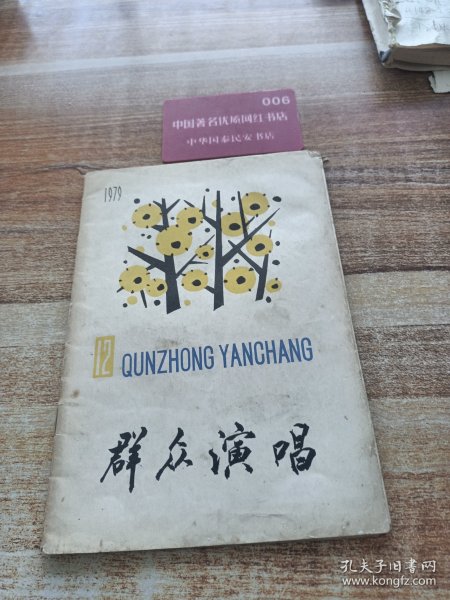 006
中国著名优质网红书店
中华国泰民安书店
1979
12 QUNZHONG YANCHANG
群众演唱
孔夫子旧书网
www.kongfz.com